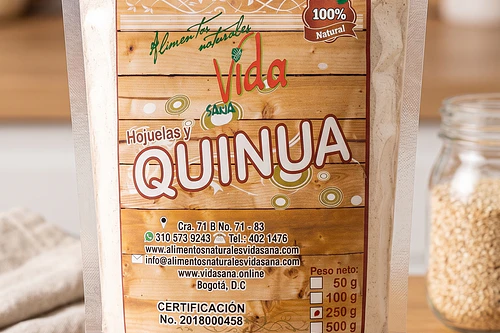 100%
Natural
Alimentos
naturales
Vida
SANA
Hojuelas y
QUINUA
Cra. 71 B No. 71 - 83
310 573 9243 Tel.: 402 1476
www.alimentosnaturalesvidasana.com
info@alimentosnaturalesvidasana.com
www.vidasana.online
Bogotá, D.C
CERTIFICACIÓN
No. 2018000458
Peso neto:
50 g
100 g
250 g
500 g